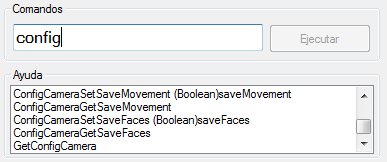 Comandos
config
Ejecutar
Ayuda
ConfigCameraSetSaveMovement (Boolean)saveMovement
ConfigCameraGetSaveMovement
ConfigCameraSetSaveFaces (Boolean)saveFaces
ConfigCameraGetSaveFaces
GetConfigCamera